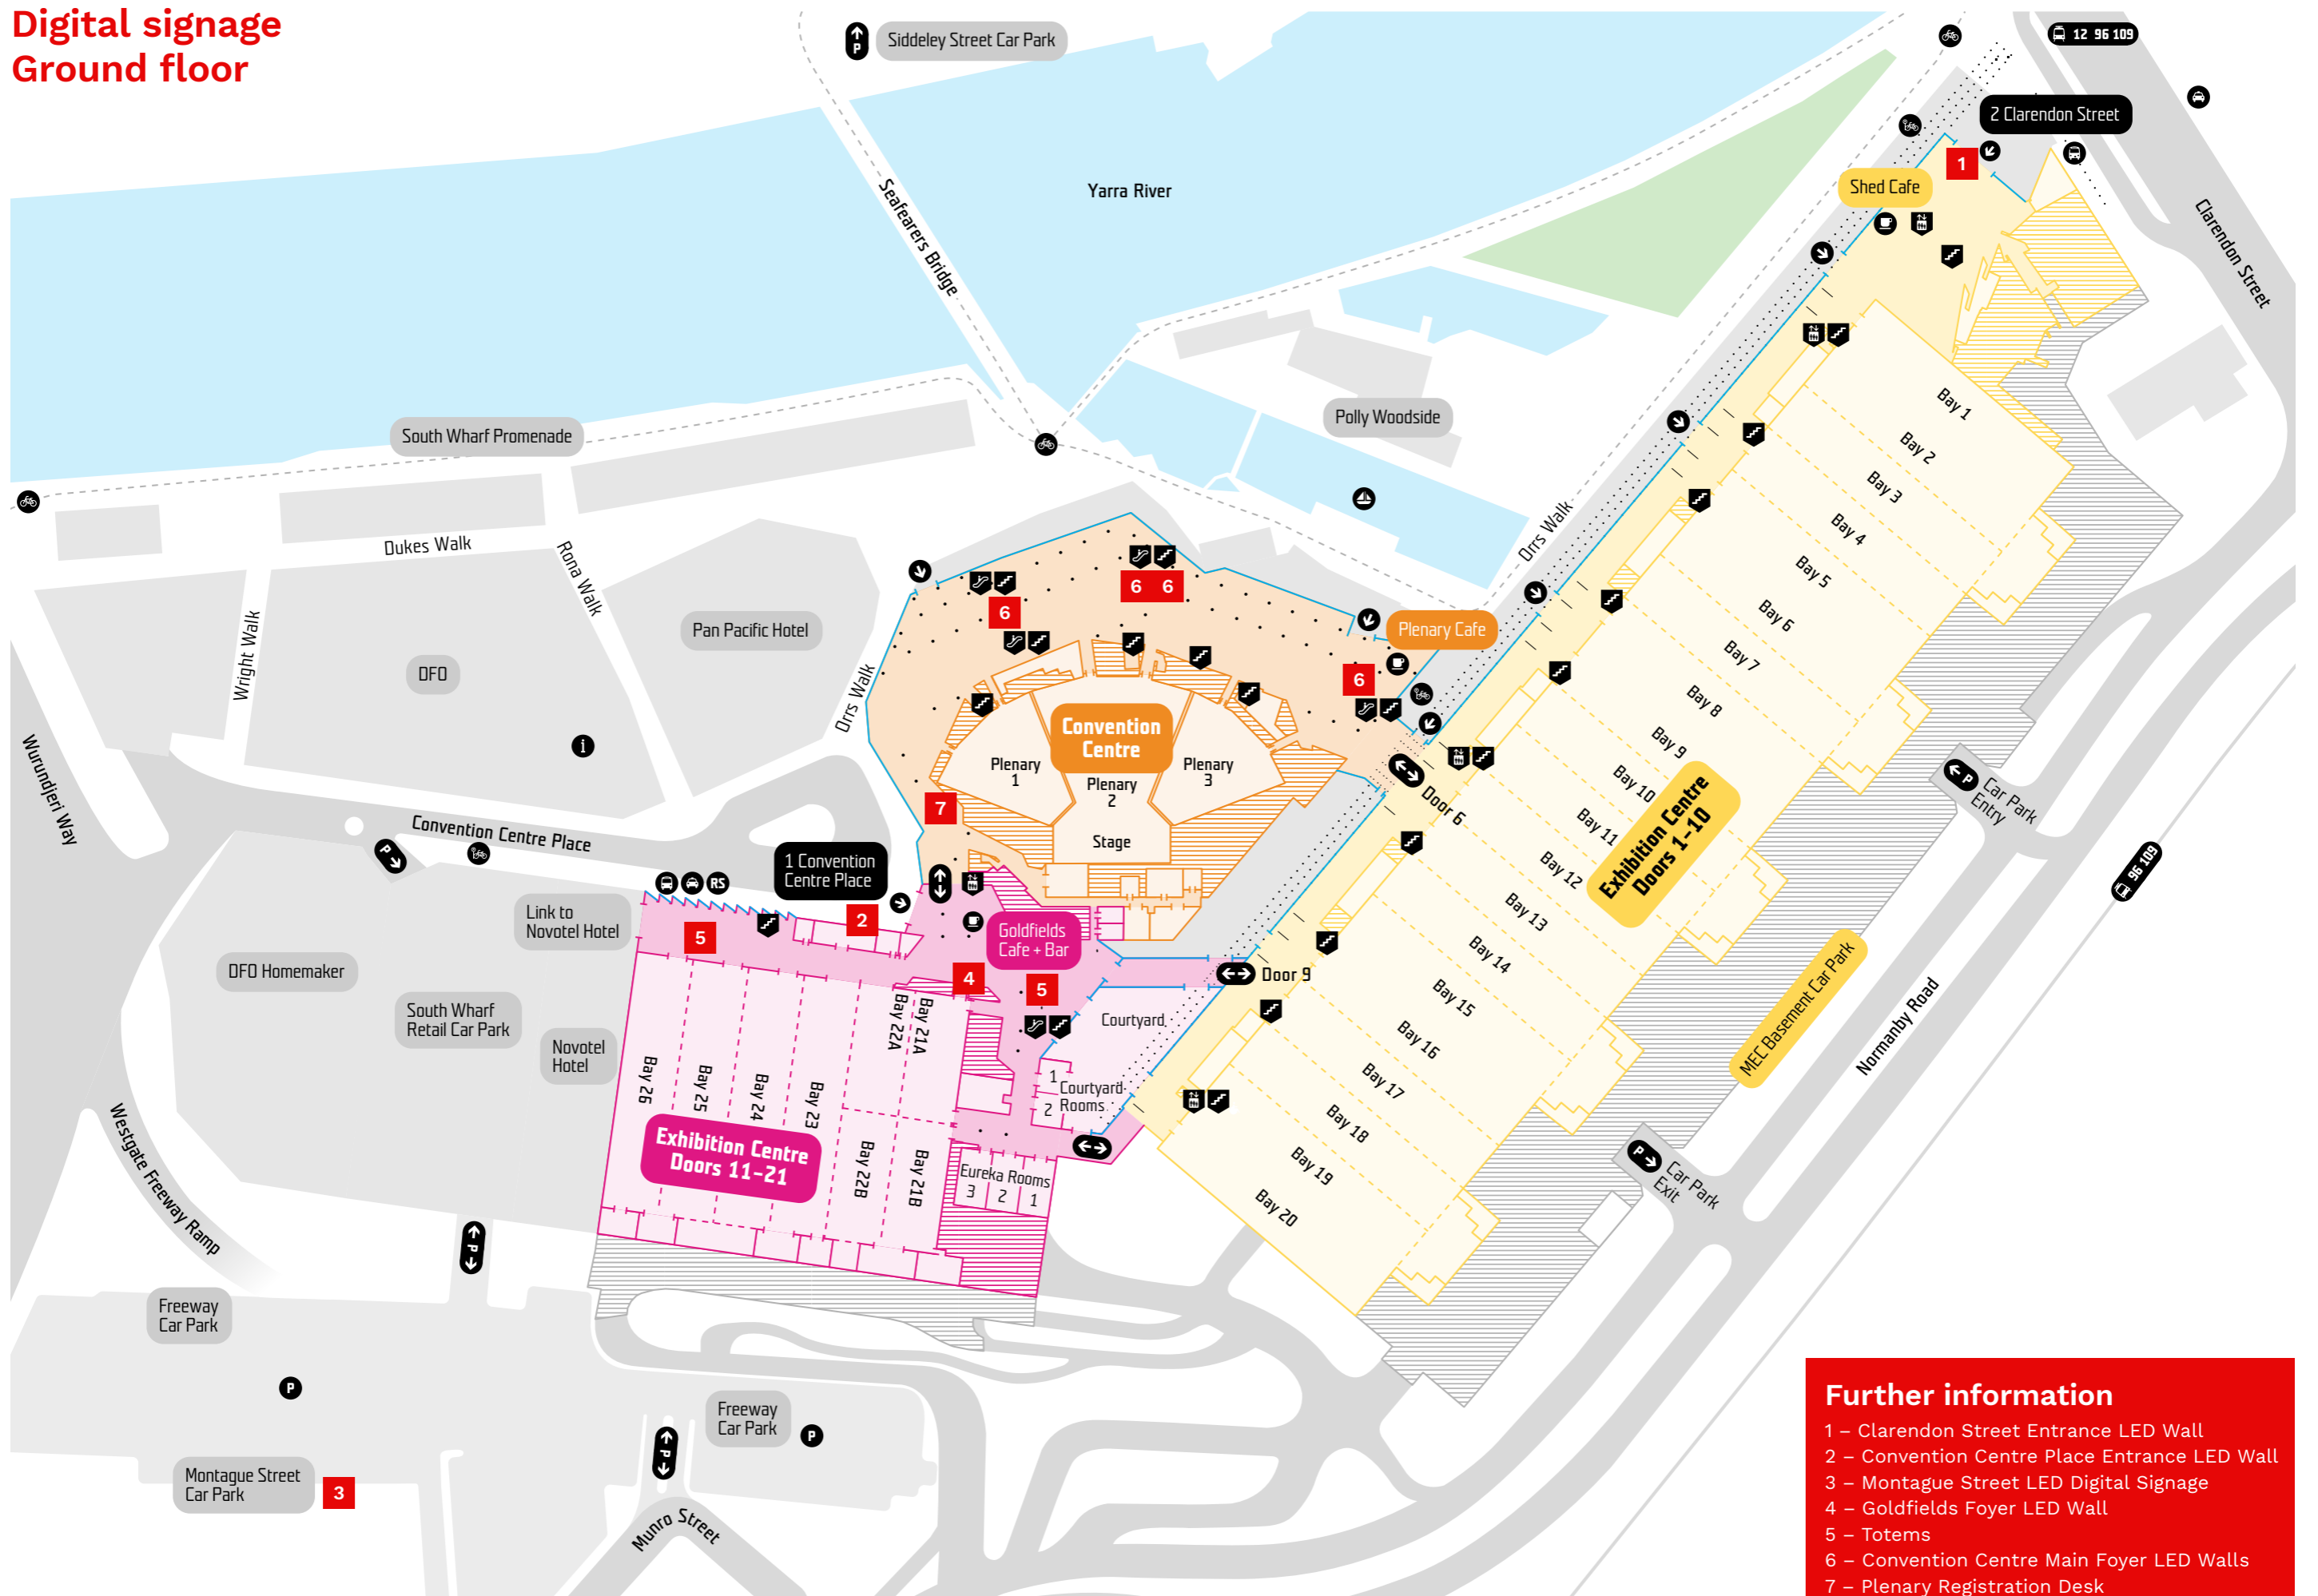 Digital signage
Ground floor
P
Siddeley Street Car Park
12 96 109
2 Clarendon Street
1
Shed Cafe
Yarra River
Seafarers Bridge
Clarendon Street
South Wharf Promenade
Polly Woodside
Orrs Walk
Dukes Walk
Rona Walk
Wright Walk
Pan Pacific Hotel
DFO
Orrs Walk
Wurundjeri Way
i
6 6
6
6
Plenary Cafe
Convention
Centre
Plenary
1
Plenary
2
Plenary
3
Stage
7
Convention Centre Place
P
1 Convention
Centre Place
RS
2
5
Link to
Novotel Hotel
DFO Homemaker
South Wharf
Retail Car Park
Novotel
Hotel
Goldfields
Cafe + Bar
4
5
Door 6
Door 9
Courtyard
1
2
Courtyard
Rooms
Eureka Rooms
3
2
1
Bay 1
Bay 2
Bay 3
Bay 4
Bay 5
Bay 6
Bay 7
Bay 8
Bay 9
Bay 10
Bay 11
Bay 12
Bay 13
Bay 14
Bay 15
Bay 16
Bay 17
Bay 18
Bay 19
Bay 20
Exhibition Centre
Doors 1-10
Bay 21A
Bay 22A
Bay 21B
Bay 22B
Bay 23
Bay 24
Bay 25
Bay 26
Exhibition Centre
Doors 11-21
P
Car Park
Entry
96 109
MEC Basement Car Park
Normanby Road
P
Car Park
Exit
Westgate Freeway Ramp
P
Freeway
Car Park
P
Freeway
Car Park
P
P
Montague Street
Car Park
3
Munro Street
Further information
1 – Clarendon Street Entrance LED Wall
2 – Convention Centre Place Entrance LED Wall
3 – Montague Street LED Digital Signage
4 – Goldfields Foyer LED Wall
5 – Totems
6 – Convention Centre Main Foyer LED Walls
7 – Plenary Registration Desk